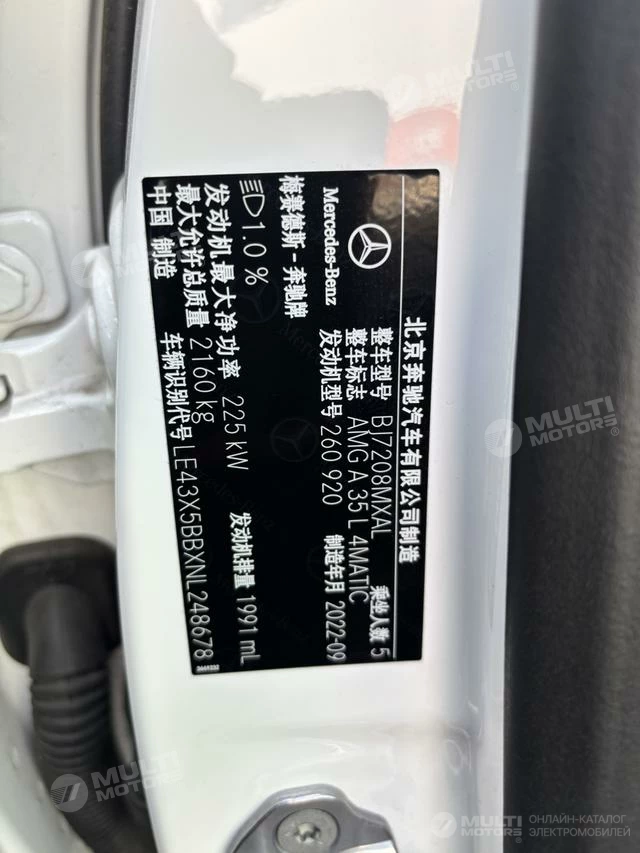 北京奔驰汽车有限公司制造
Mercedes-Benz
梅赛德斯-奔驰牌
整车型号 BJ7208MXAL
乘坐人数 5
整车标志 AMG A 35 L 4MATIC
发动机型号 260 920
制造年月 2022-09
1.0 %
发动机最大净功率 225 kW
发动机排量 1991 mL
最大允许总质量 2160 kg
中国 制造
车辆识别代号 LE43X5BBXNL248678
MULTI
MOTORS
MULTI
MOTORS
MULTI
MOTORS
MULTI
MOTORS
ОНЛАЙН-КАТАЛОГ
ЭЛЕКТРОМОБИЛЕЙ